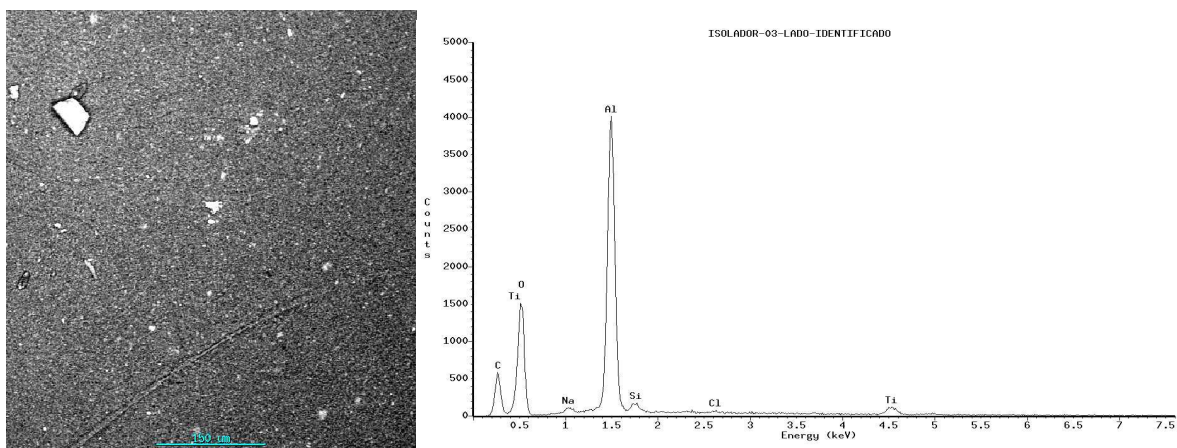 ISOLADOR-03-LADO-IDENTIFICADO
5000
4500
4000
3500
3000
2500
2000
1500
1000
500
0
Counts
Al
O
Ti
C
Na
Si
Cl
Ti
0.5 1 1.5 2 2.5 3 3.5 4 4.5 5 5.5 6 6.5 7 7.5
Energy (keV)
150 um